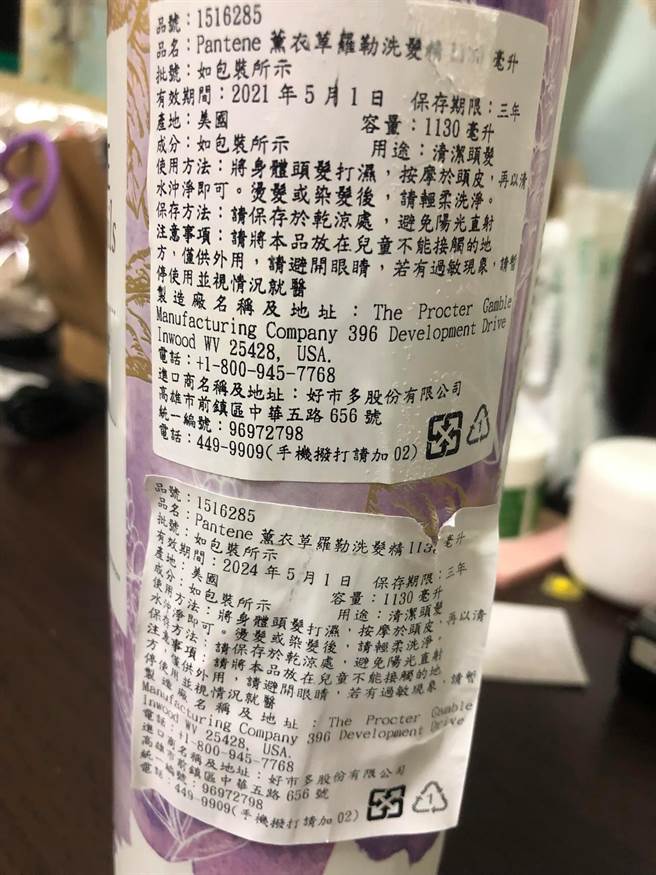 品號：1516285
品名：Pantene 薰衣草羅勒洗髮精 1130 毫升
批號：如包裝所示
有效期間：2021 年 5 月 1 日 保存期限：三年
產地：美國 容量：1130 毫升
成分：如包裝所示 用途：清潔頭髮
使用方法：將身體頭髮打濕，按摩於頭皮，再以清
水沖淨即可。燙髮或染髮後，請輕柔洗淨。
保存方法：請保存於乾涼處，避免陽光直射
注意事項：請將本品放在兒童不能接觸的地
方，僅供外用，請避開眼睛，若有過敏現象，請暫
停使用並視情況就醫
製造廠名稱及地址：The Procter Gamble
Manufacturing Company 396 Development Drive
Inwood WV 25428, USA.
電話：+1-800-945-7768
進口商名稱及地址：好市多股份有限公司
高雄市前鎮區中華五路 656 號
統一編號：96972798
電話：449-9909(手機撥打請加 02)
1
品號：1516285
品名：Pantene 薰衣草羅勒洗髮精 113 毫升
批號：如包裝所示
有效期間：2024 年 5 月 1 日 保存期限：三年
產地：美國 容量：1130 毫升
成分：如包裝所示 用途：清潔頭髮
使用方法：將身體頭髮打濕，按摩於頭皮，再以清
水沖淨即可。燙髮或染髮後，請輕柔洗淨。
保存方法：請保存於乾涼處，避免陽光直射
注意事項：請將本品放在兒童不能接觸的地
方，僅供外用，請避開眼睛，若有過敏現象，請暫
停使用並視情況就醫
製造廠名稱及地址：The Procter Gamble
Manufacturing Company 396 Development Drive
Inwood WV 25428, USA.
電話：+1-800-945-7768
進口商名稱及地址：好市多股份有限公司
高雄市前鎮區中華五路 656 號
統一編號：96972798
電話：449-9909(手機撥打請加 02)
1